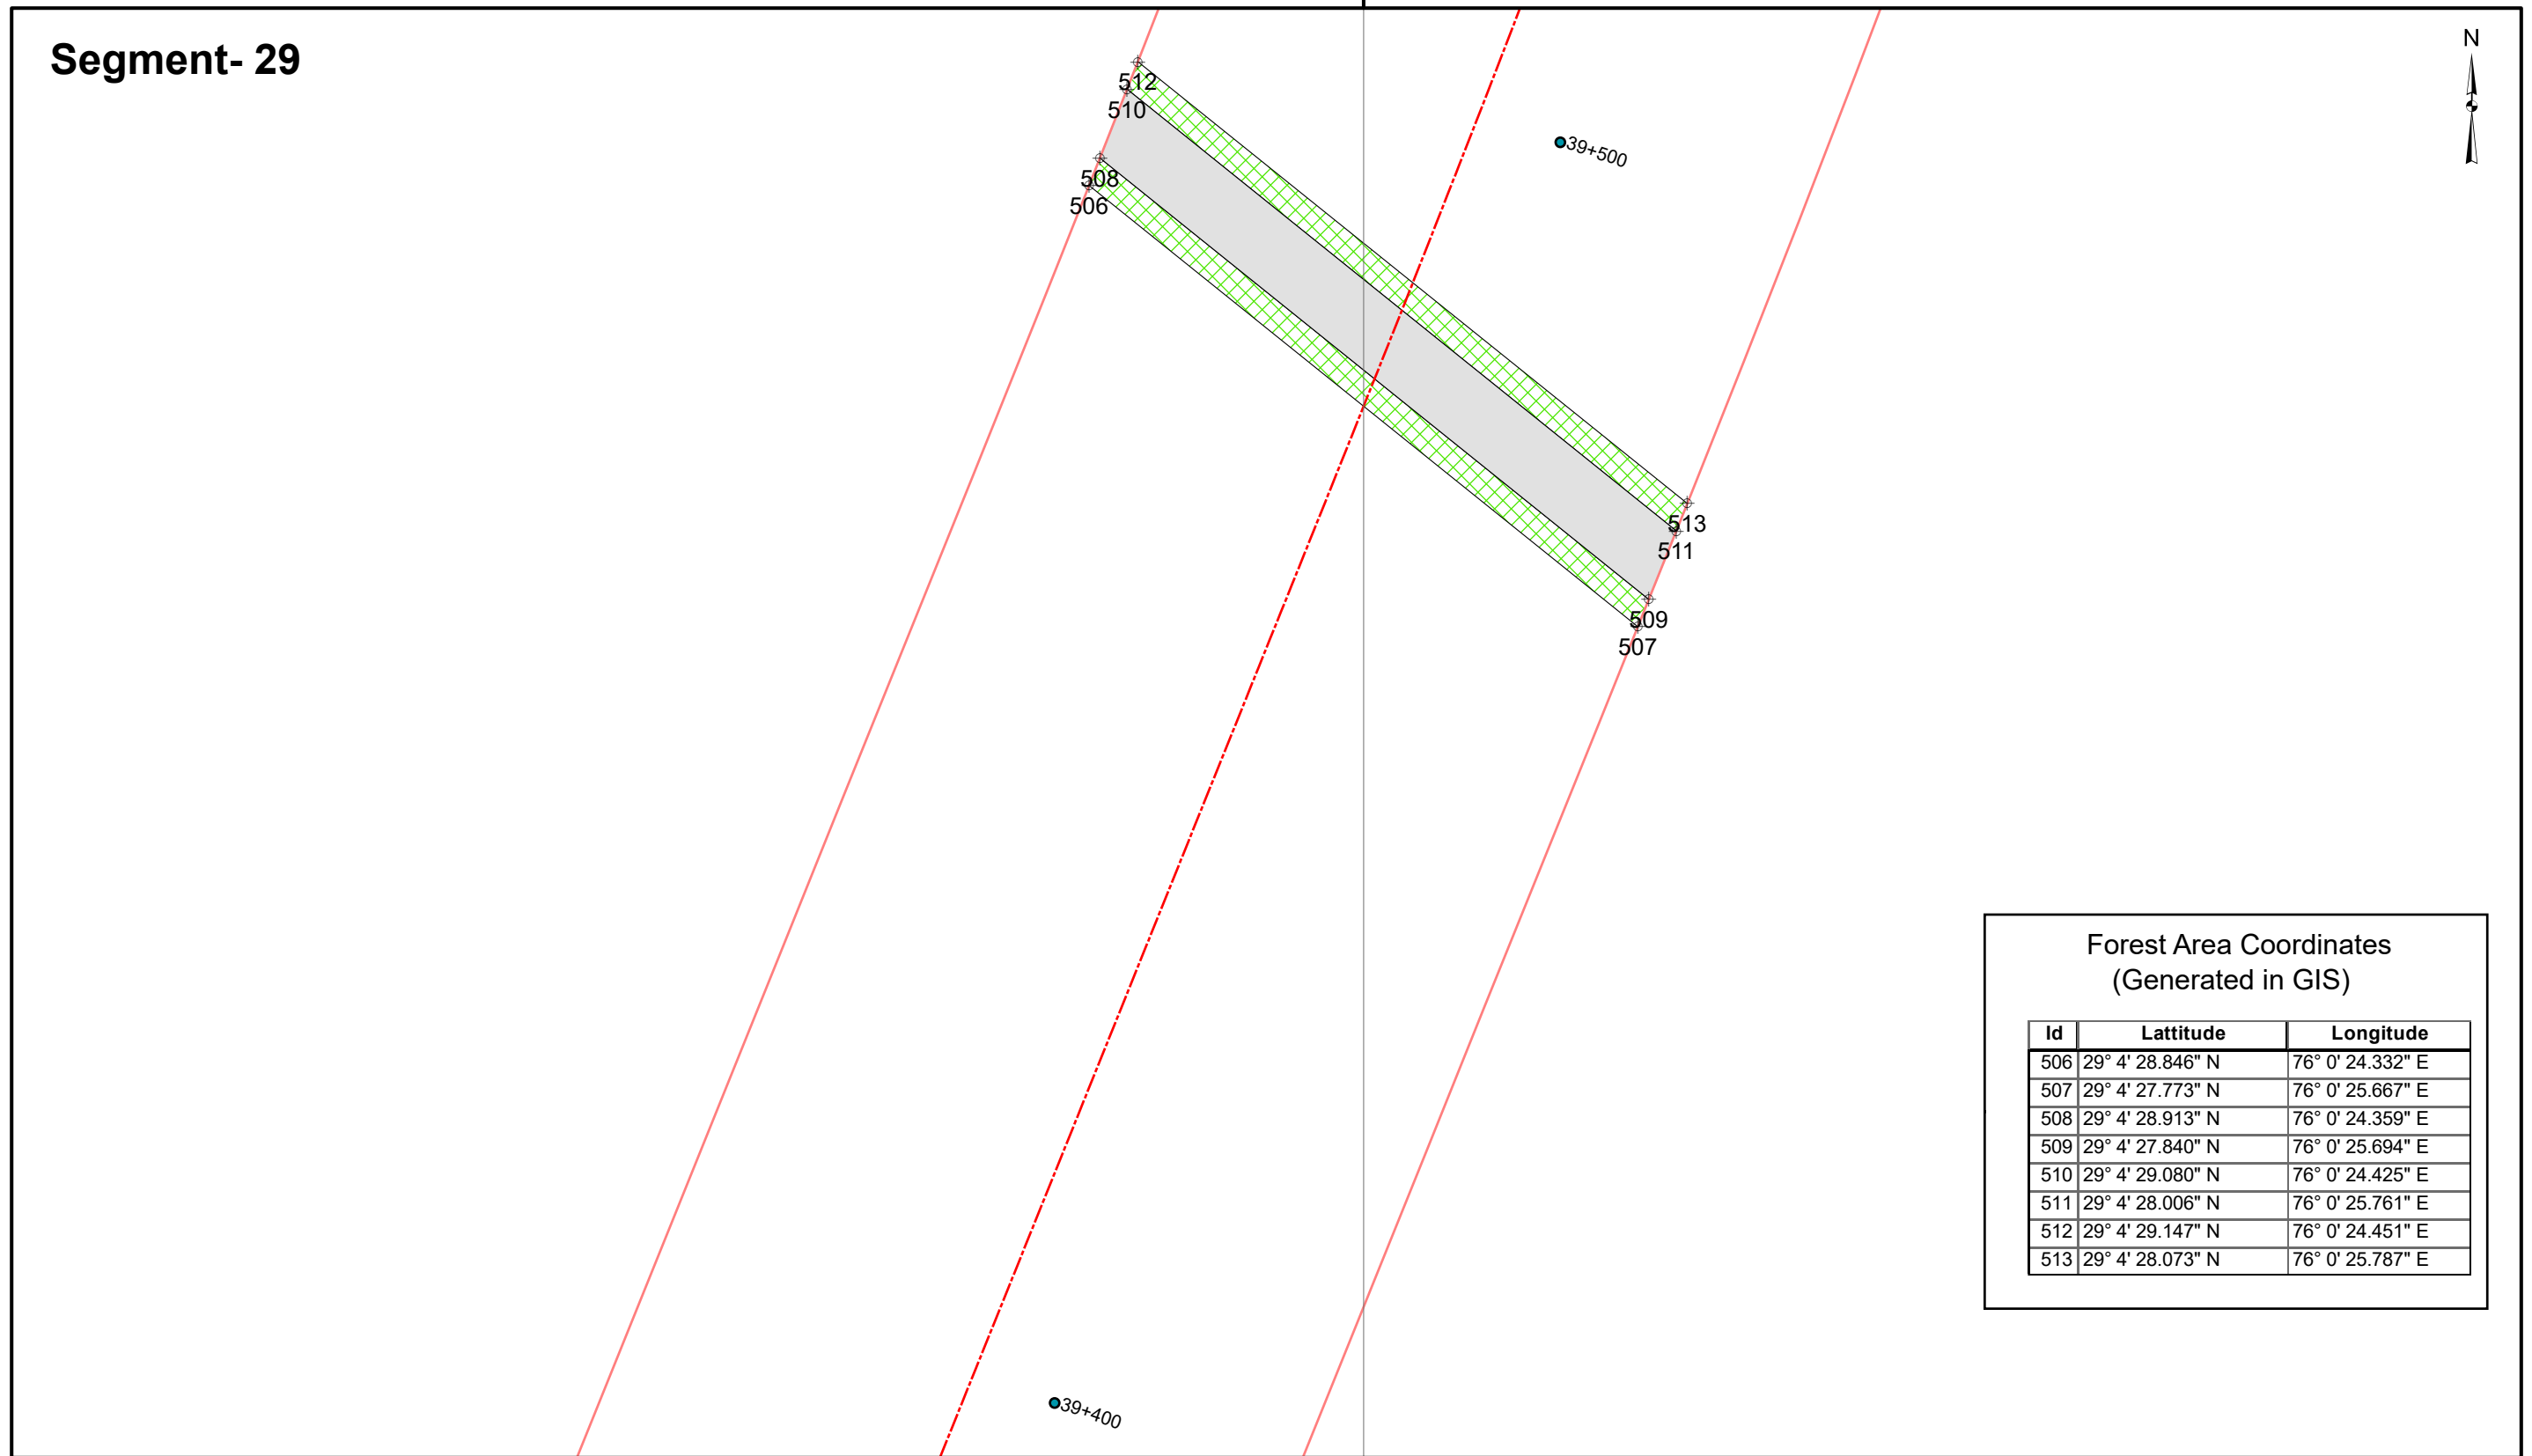 Segment- 29
N
512
510
39+500
508
506
513
511
509
507
39+400
Forest Area Coordinates
(Generated in GIS)
Id Lattitude Longitude
506 29° 4' 28.846" N 76° 0' 24.332" E
507 29° 4' 27.773" N 76° 0' 25.667" E
508 29° 4' 28.913" N 76° 0' 24.359" E
509 29° 4' 27.840" N 76° 0' 25.694" E
510 29° 4' 29.080" N 76° 0' 24.425" E
511 29° 4' 28.006" N 76° 0' 25.761" E
512 29° 4' 29.147" N 76° 0' 24.451" E
513 29° 4' 28.073" N 76° 0' 25.787" E